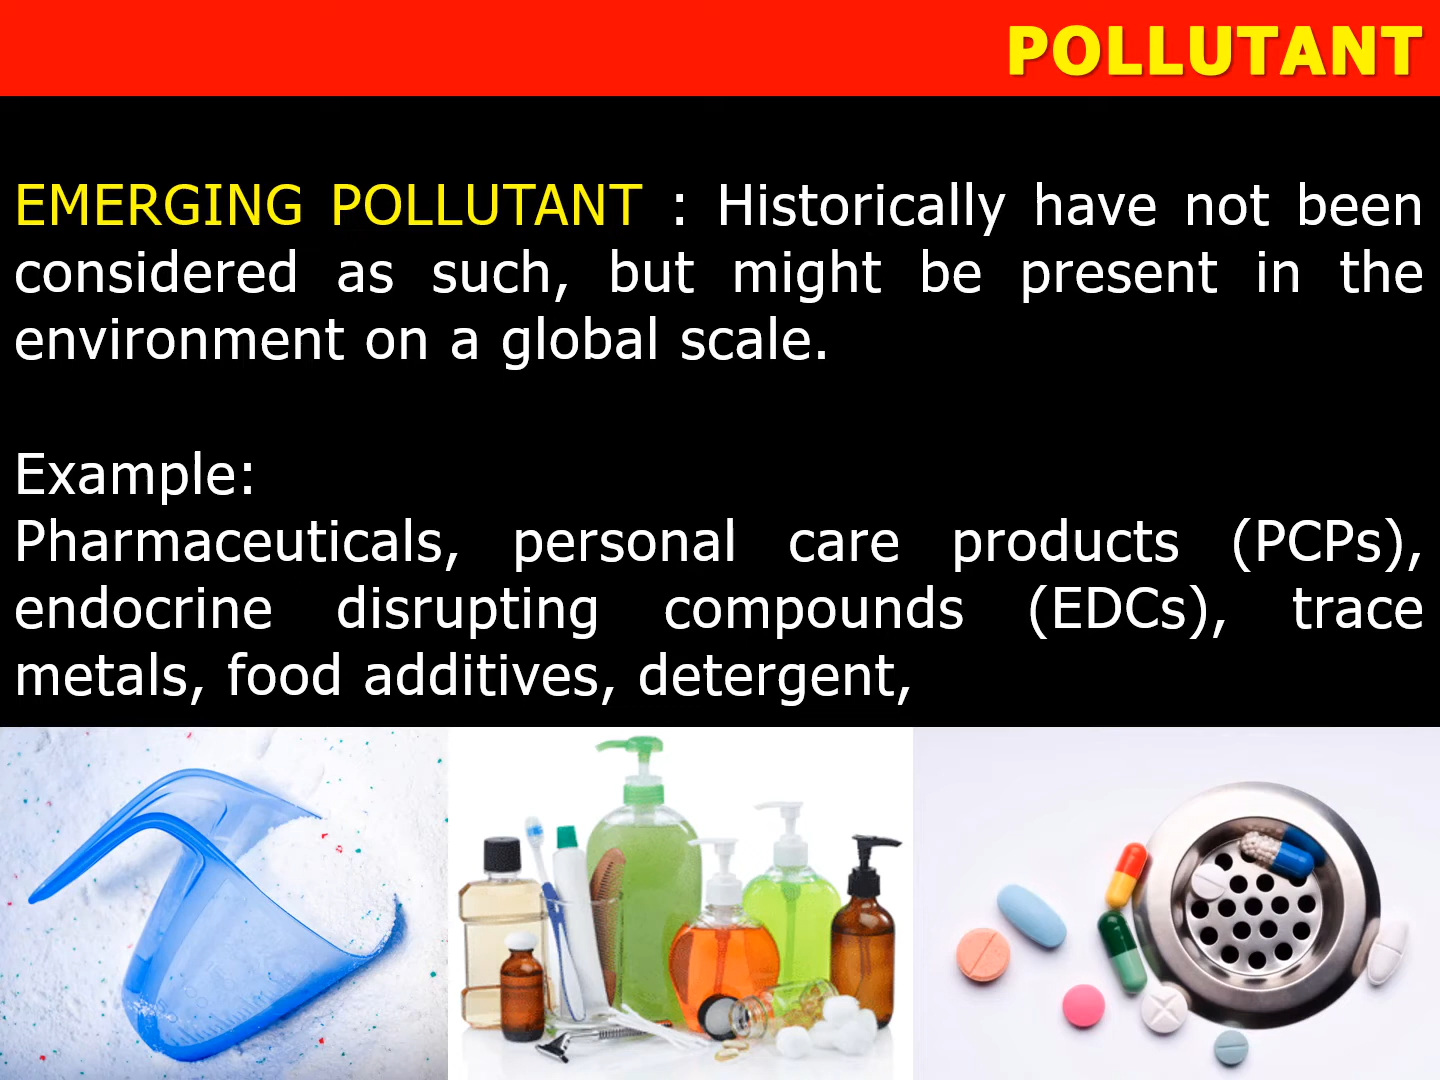 POLLUTANT
EMERGING POLLUTANT : Historically have not been
considered as such, but might be present in the
environment on a global scale.
Example:
Pharmaceuticals, personal care products (PCPs),
endocrine disrupting compounds (EDCs), trace
metals, food additives, detergent,